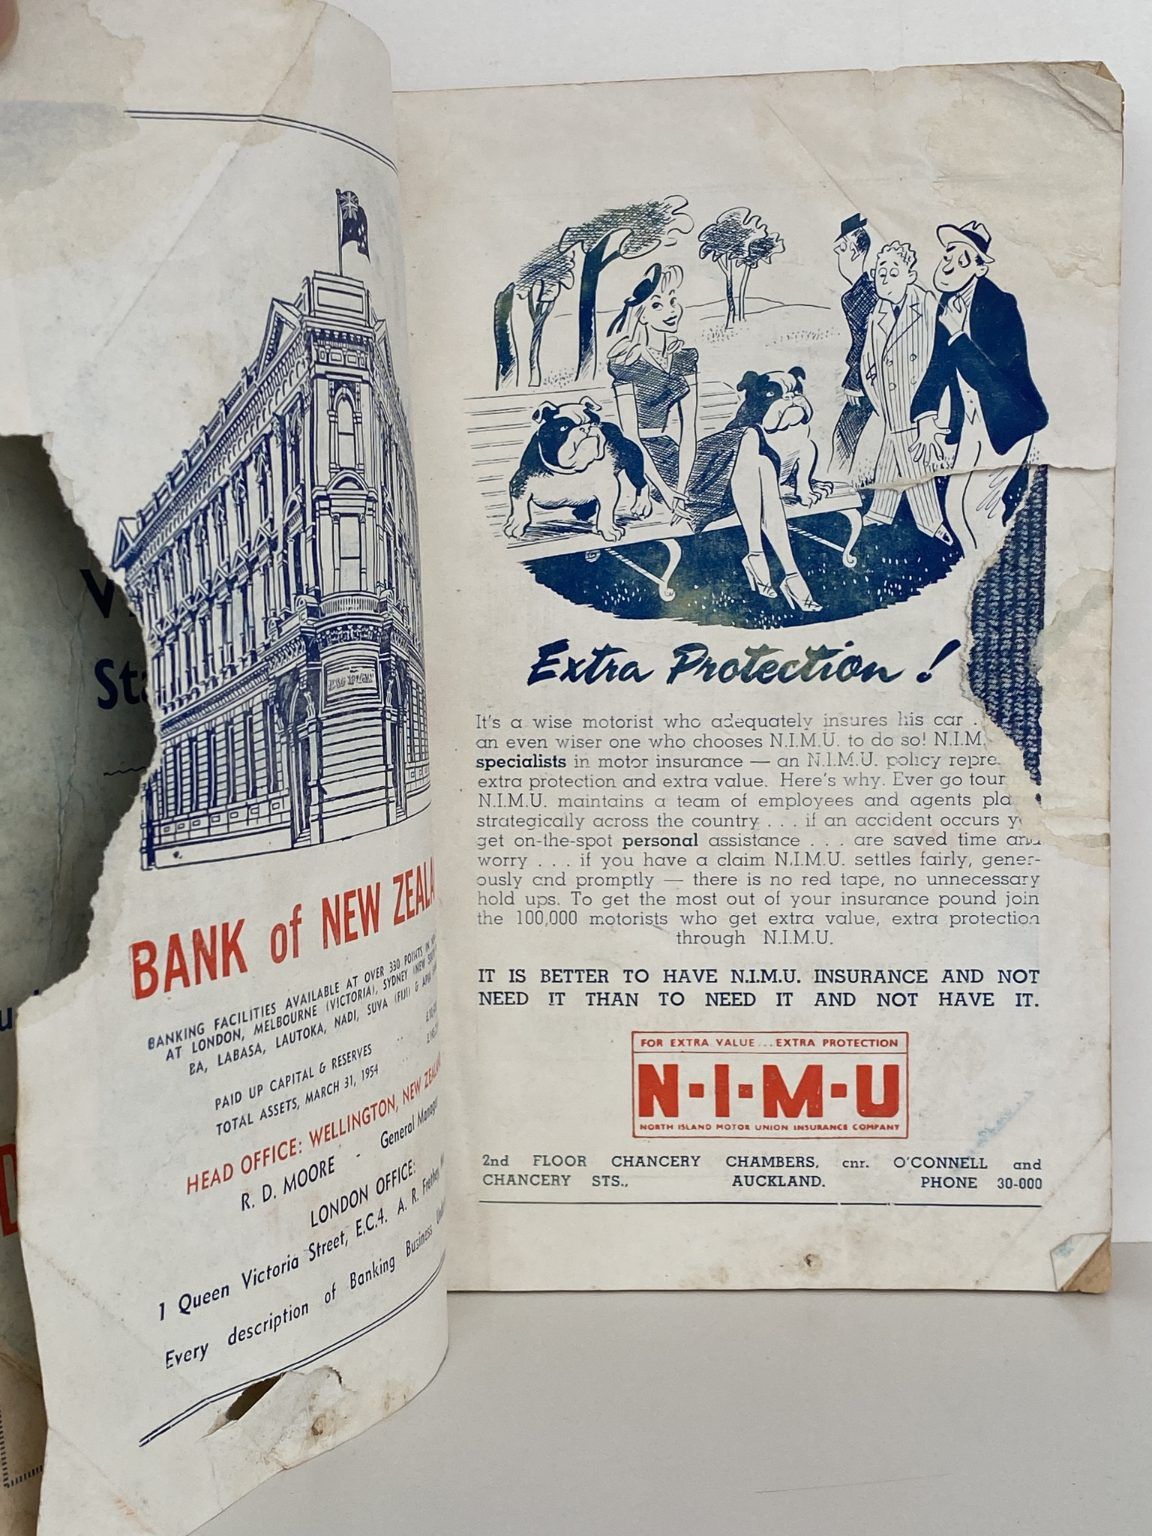 BANK of NEW ZEALA
BANKING FACILITIES AVAILABLE AT OVER 330 POINTS IN
AT LONDON, MELBOURNE (VICTORIA), SYDNEY (NEW
BA, LABASA, LAUTOKA, NADI, SUVA (FIJI) &
PAID UP CAPITAL & RESERVES
TOTAL ASSETS, MARCH 31, 1954
HEAD OFFICE: WELLINGTON, NEW ZEALA
R. D. MOORE - General Manager
LONDON OFFICE:
1 Queen Victoria Street, E.C.4. A. R.
Every description of Banking Business
Extra Protection!
It's a wise motorist who adequately insures his car .
an even wiser one who chooses N.I.M.U. to do so! N.I.M.
specialists in motor insurance — an N.I.M.U. policy repre
extra protection and extra value. Here's why. Ever go tour
N.I.M.U. maintains a team of employees and agents pla
strategically across the country . . . if an accident occurs y
get on-the-spot personal assistance . . . are saved time and
worry . . . if you have a claim N.I.M.U. settles fairly, gener-
ously and promptly — there is no red tape, no unnecessary
hold ups. To get the most out of your insurance pound join
the 100,000 motorists who get extra value, extra protection
through N.I.M.U.
IT IS BETTER TO HAVE N.I.M.U. INSURANCE AND NOT
NEED IT THAN TO NEED IT AND NOT HAVE IT.
FOR EXTRA VALUE ... EXTRA PROTECTION
N·I·M·U
NORTH ISLAND MOTOR UNION INSURANCE COMPANY
2nd FLOOR CHANCERY CHAMBERS, cnr. O'CONNELL and
CHANCERY STS., AUCKLAND. PHONE 30-000